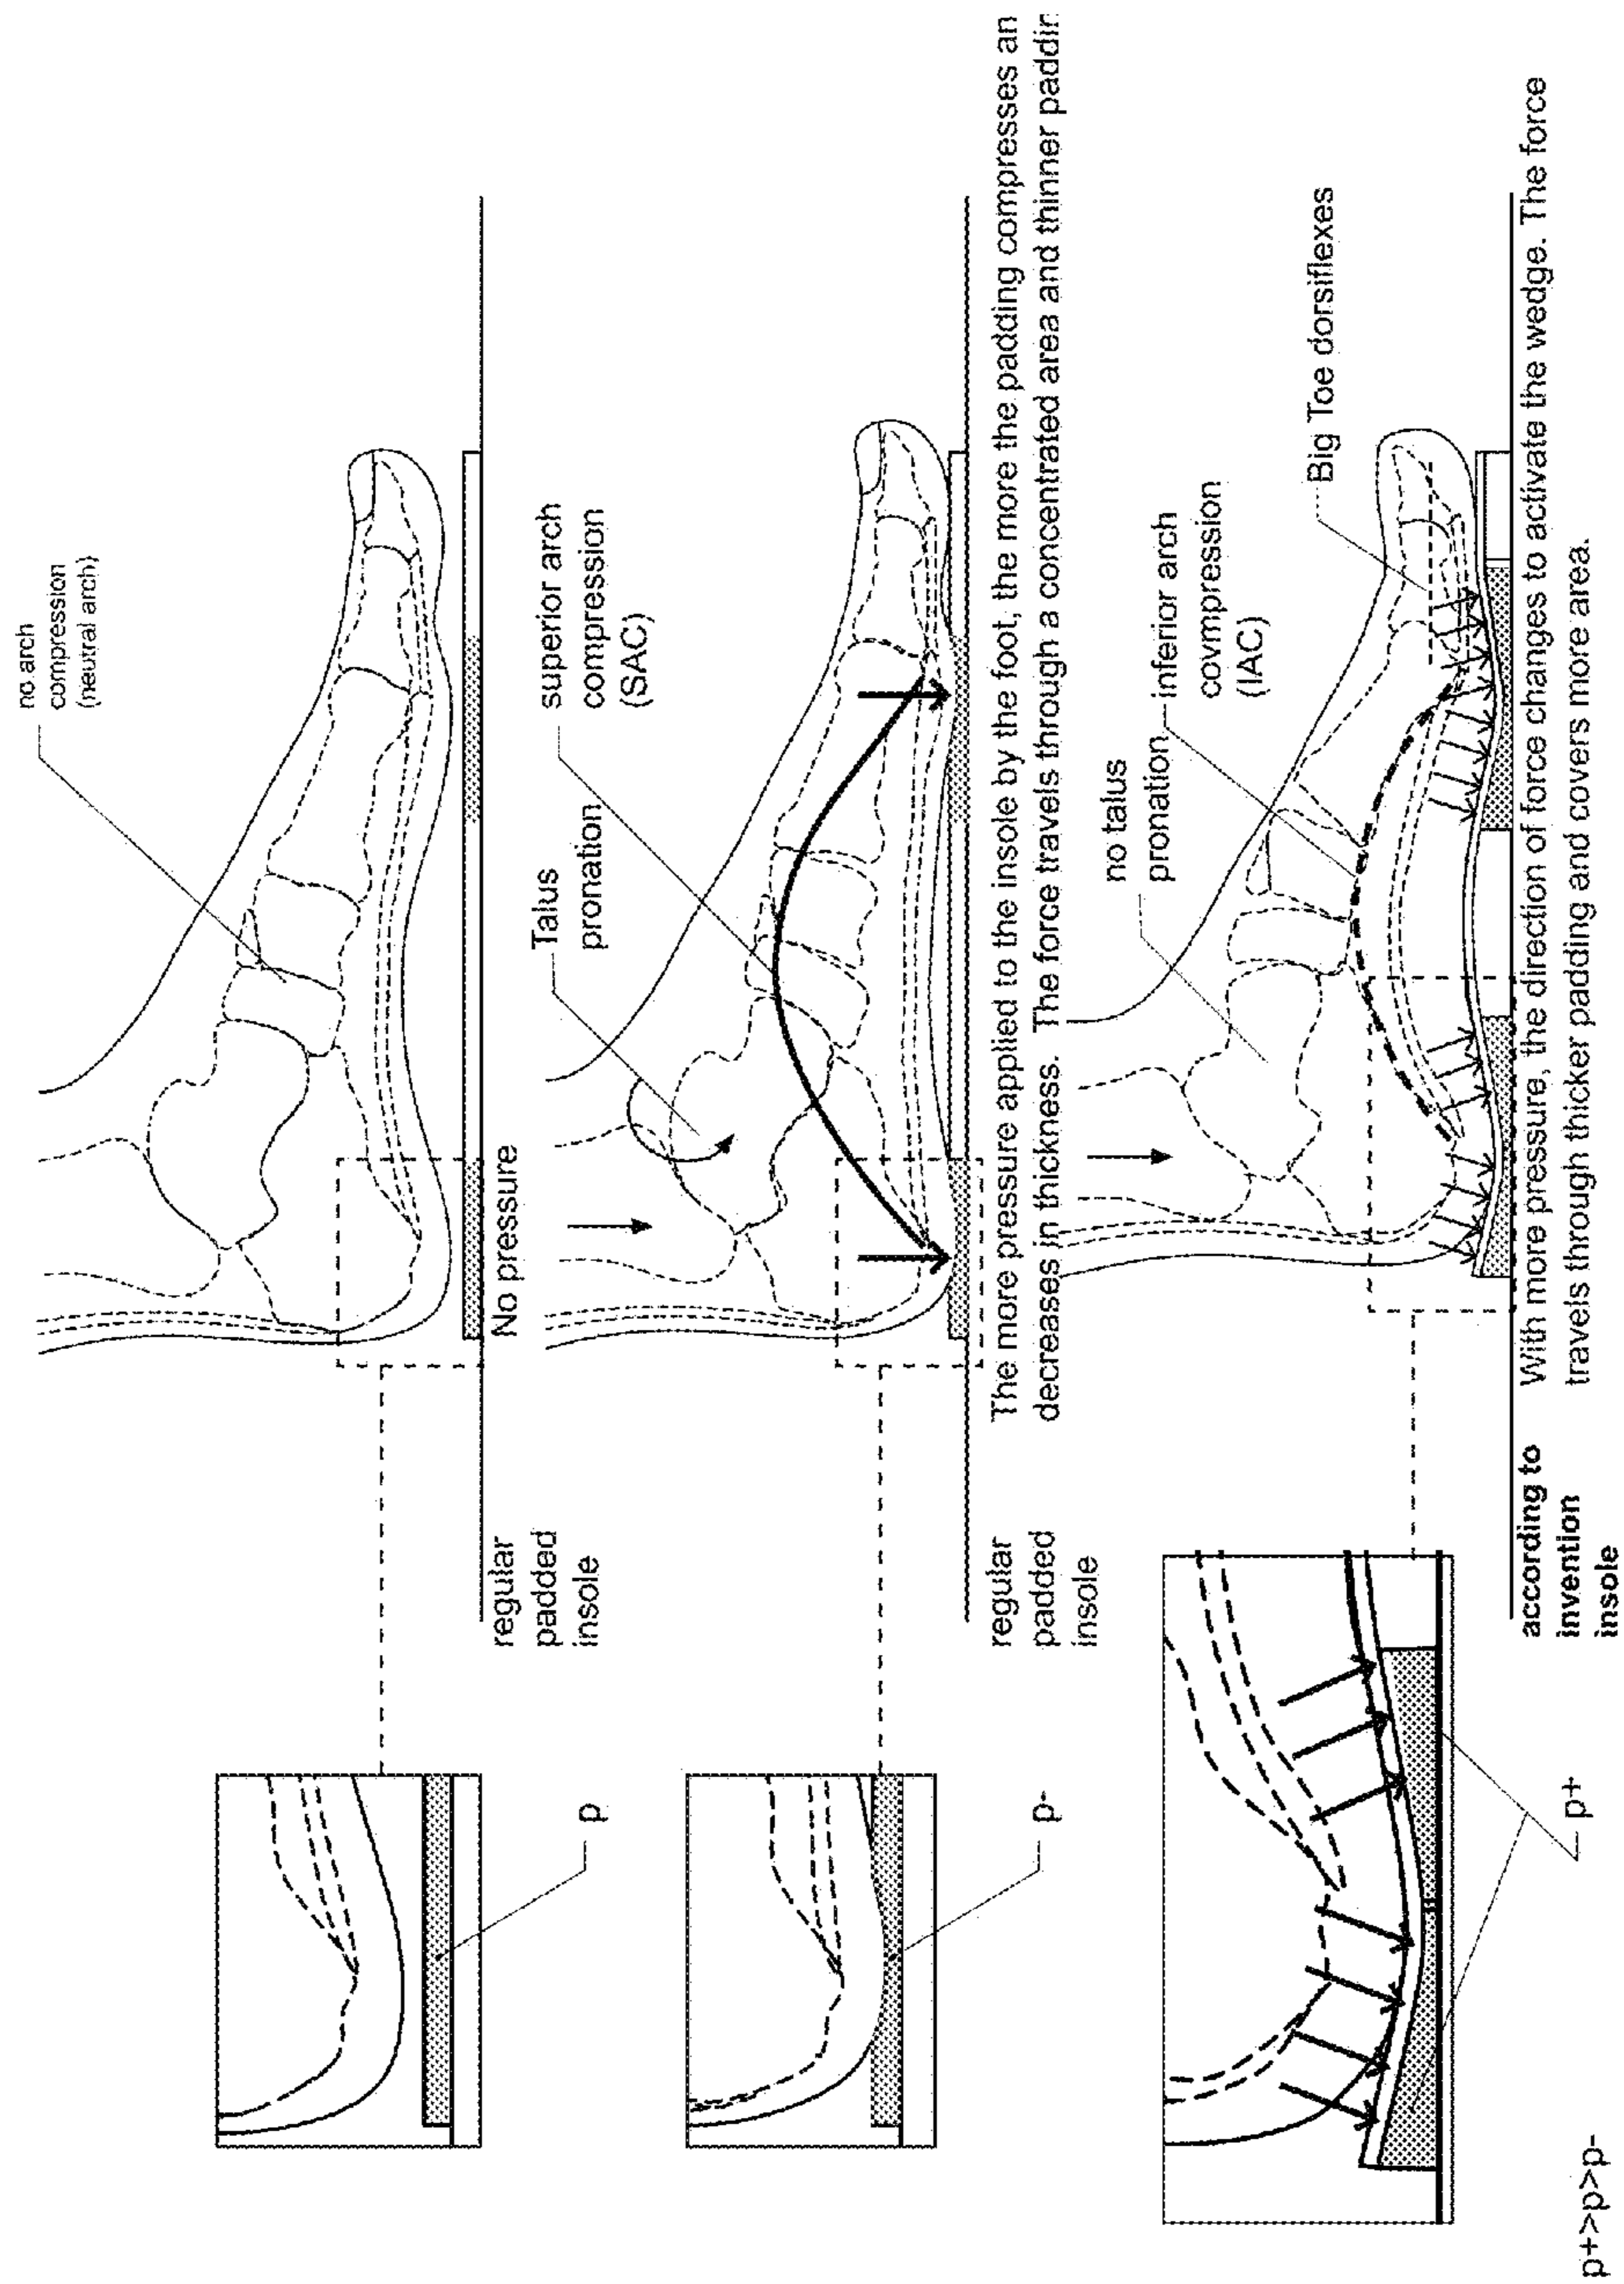 no arch
compression
(neutral arch)
No pressure
regular
padded
insole
p
Talus
pronation
superior arch
compression
(SAC)
The more pressure applied to the insole by the foot, the more the padding compresses an
decreases in thickness. The force travels through a concentrated area and thinner paddin
regular
padded
insole
p-
no talus
pronation
inferior arch
covmpression
(IAC)
Big Toe dorsiflexes
With more pressure, the direction of force changes to activate the wedge. The force
travels through thicker padding and covers more area.
according to
invention
insole
p+
p+>p>p-